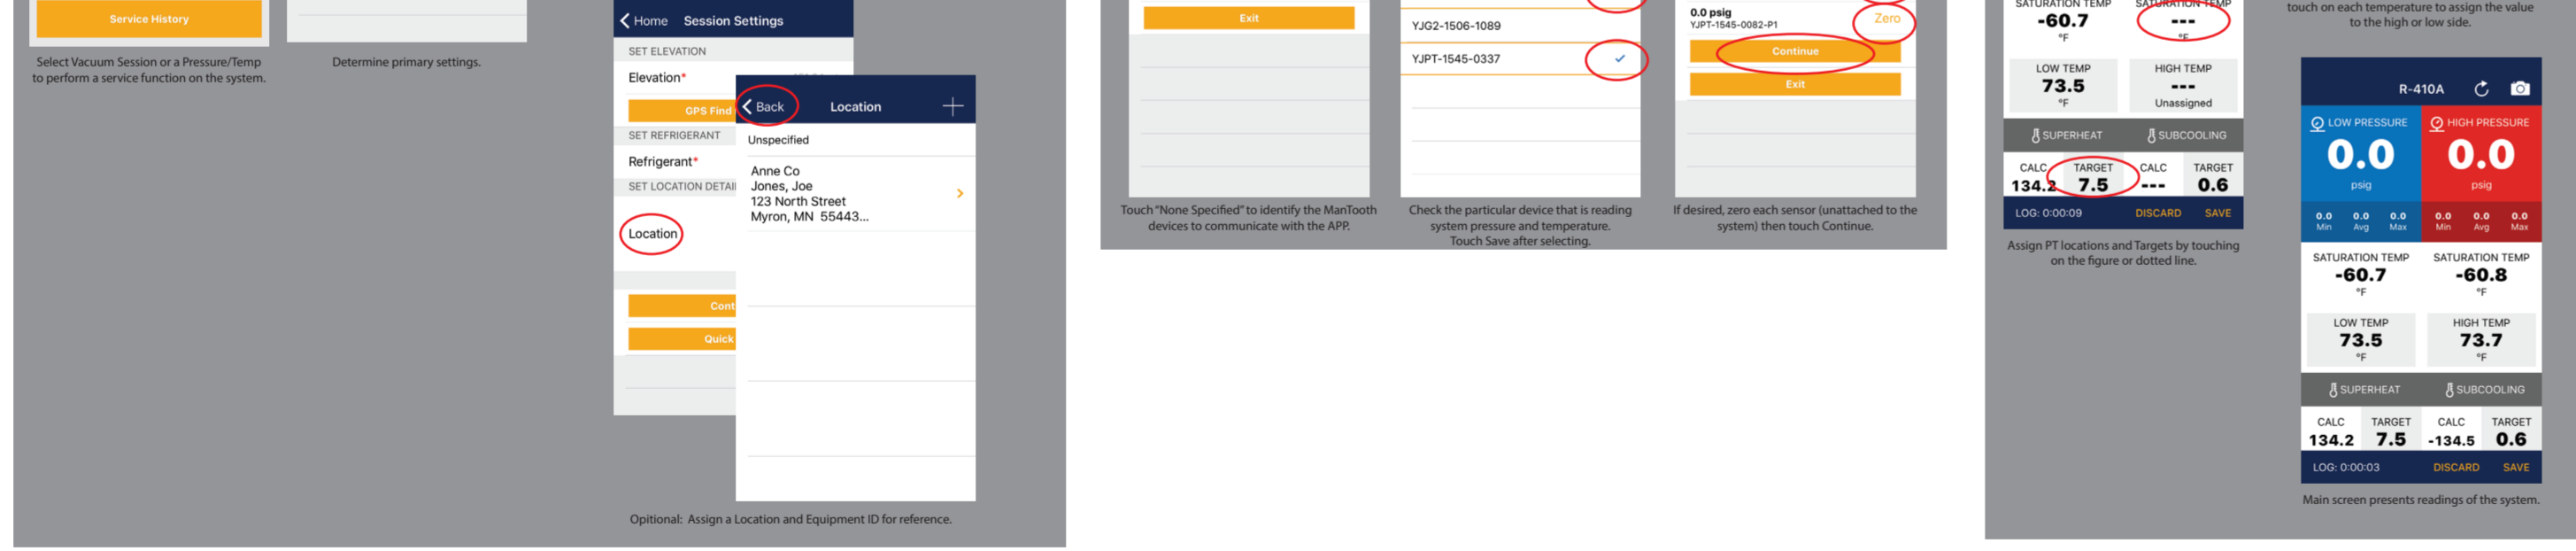 Service History
Select Vacuum Session or a Pressure/Temp
to perform a service function on the system.
Determine primary settings.
Home Session Settings
SET ELEVATION
Elevation*
GPS Find
SET REFRIGERANT
Refrigerant*
SET LOCATION DETAI
Location
Cont
Quick
Back Location
Unspecified
Anne Co
Jones, Joe
123 North Street
Myron, MN 55443...
Opitional: Assign a Location and Equipment ID for reference.
Exit
Touch "None Specified" to identify the ManTooth
devices to communicate with the APP.
YJG2-1506-1089
YJPT-1545-0337
Check the particular device that is reading
system pressure and temperature.
Touch Save after selecting.
0.0 psig
YJPT-1545-0082-P1
Zero
Continue
Exit
If desired, zero each sensor (unattached to the
system) then touch Continue.
SATURATION TEMP SATURATION TEMP
-60.7 ---
°F °F
LOW TEMP HIGH TEMP
73.5 ---
°F Unassigned
SUPERHEAT SUBCOOLING
CALC TARGET CALC TARGET
134.2 7.5 --- 0.6
LOG: 0:00:09 DISCARD SAVE
Assign PT locations and Targets by touching
on the figure or dotted line.
touch on each temperature to assign the value
to the high or low side.
R-410A
LOW PRESSURE HIGH PRESSURE
0.0 0.0
psig psig
0.0 0.0 0.0 0.0 0.0 0.0
Min Avg Max Min Avg Max
SATURATION TEMP SATURATION TEMP
-60.7 -60.8
°F °F
LOW TEMP HIGH TEMP
73.5 73.7
°F °F
SUPERHEAT SUBCOOLING
CALC TARGET CALC TARGET
134.2 7.5 -134.5 0.6
LOG: 0:00:03 DISCARD SAVE
Main screen presents readings of the system.